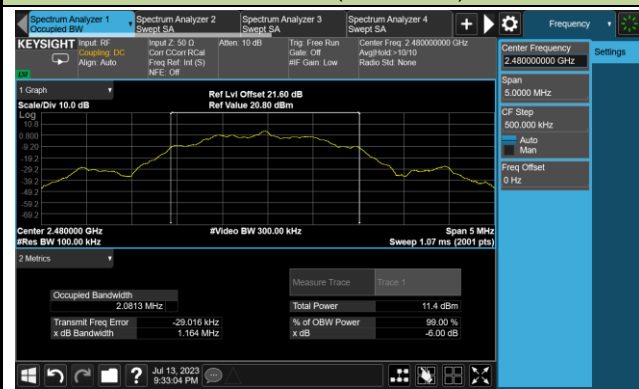 Spectrum Analyzer 1
Occupied BW
Spectrum Analyzer 2
Swept SA
Spectrum Analyzer 3
Swept SA
Spectrum Analyzer 4
Swept SA
Frequency
KEYSIGHT
Input: RF
Coupling: DC
Align: Auto
Input Z: 50 Ω
Corr CCorr RCal
Freq Ref: Int (S)
NFE: Off
Atten: 10 dB
Trig: Free Run
Gate: Off
#IF Gain: Low
Center Freq: 2.480000000 GHz
Avg|Hold:>10/10
Radio Std: None
Center Frequency
2.480000000 GHz
Settings
Span
5.0000 MHz
CF Step
500.000 kHz
Auto
Man
Freq Offset
0 Hz
1 Graph
Scale/Div 10.0 dB
Ref Lvl Offset 21.60 dB
Ref Value 20.80 dBm
Log
10.8
0.800
-9.20
-19.2
-29.2
-39.2
-49.2
-59.2
-69.2
Center 2.480000 GHz
#Res BW 100.00 kHz
#Video BW 300.00 kHz
Span 5 MHz
Sweep 1.07 ms (2001 pts)
2 Metrics
Measure Trace
Trace 1
Occupied Bandwidth
2.0813 MHz
Total Power
11.4 dBm
Transmit Freq Error
-29.016 kHz
% of OBW Power
99.00 %
x dB Bandwidth
1.164 MHz
x dB
-6.00 dB
Jul 13, 2023
9:33:04 PM